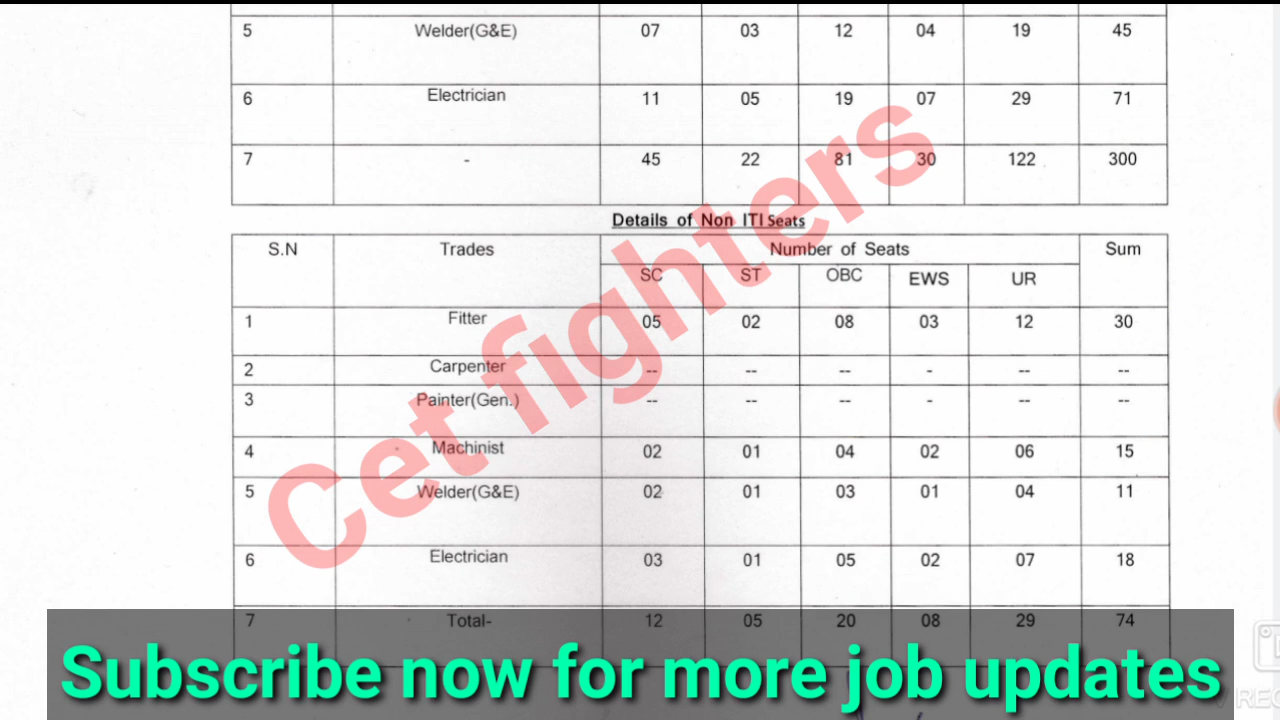 5 Welder(G&E) 07 03 12 04 19 45
6 Electrician 11 05 19 07 29 71
7 - 45 22 81 30 122 300
Details of Non ITI Seats
S.N Trades Number of Seats Sum
SC ST OBC EWS UR
1 Fitter 05 02 08 03 12 30
2 Carpenter -- -- -- - -- --
3 Painter(Gen.) -- -- -- - -- --
4 Machinist 02 01 04 02 06 15
5 Welder(G&E) 02 01 03 01 04 11
6 Electrician 03 01 05 02 07 18
7 Total- 12 05 20 08 29 74
Cet fighters
Subscribe now for more job updates